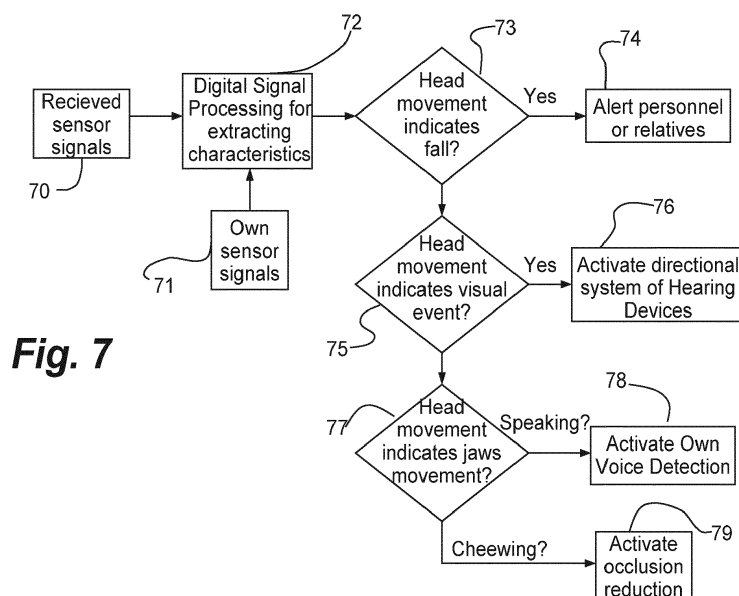 72
73
74
Recieved
sensor
signals
70
Digital Signal
Processing for
extracting
characteristics
Head
movement
indicates
fall?
Yes
Alert personnel
or relatives
Own
sensor
signals
71
Head
movement
indicates visual
event?
75
Yes
76
Activate directional
system of Hearing
Devices
Fig. 7
77
Head
movement
indicates jaws
movement?
Speaking?
78
Activate Own
Voice Detection
Cheewing?
79
Activate
occlusion
reduction